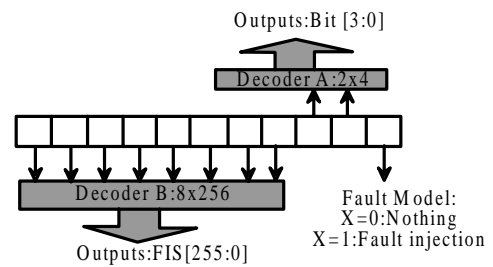 Outputs:Bit [3:0]
Decoder A:2x4
Decoder B:8x256
Outputs:FIS[255:0]
Fault Model:
X=0:Nothing
X=1:Fault injection